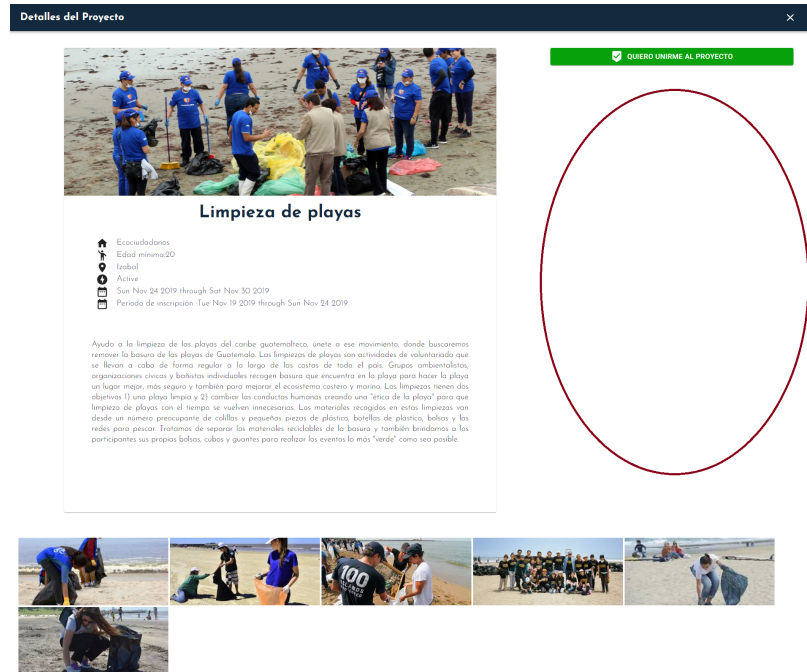 Detalles del Proyecto
QUIERO UNIRME AL PROYECTO
Limpieza de playas
Ecociudadanos
Edad minima:20
Izabal
Active
Sun Nov 24 2019 through Sat Nov 30 2019
Periodo de inscripción :Tue Nov 19 2019 through Sun Nov 24 2019
Ayuda a la limpieza de las playas del caribe guatemalteco, únete a ese movimiento, donde buscaremos
remover la basura de las playas de Guatemala. Las limpiezas de playas son actividades de voluntariado que
se llevan a cabo de forma regular a lo largo de las costas de todo el país. Grupos ambientalistas,
organizaciones cívicas y bañistas individuales recogen basura que encuentra en la playa para hacer la playa
un lugar mejor, más seguro y también para mejorar el ecosistema costero y marino. Las limpiezas tienen dos
objetivos 1) una playa limpia y 2) cambiar las conductas humanas creando una "ética de la playa" para que
limpieza de playas con el tiempo se vuelven innecesarias. Los materiales recogidos en estas limpiezas van
desde un número preocupante de colillas y pequeñas piezas de plástico, botellas de plástico, bolsas y las
redes para pescar. Tratamos de separar los materiales reciclables de la basura y también brindamos a los
participantes sus propias bolsas, cubos y guantes para realizar los eventos lo más "verde" como sea posible.
100